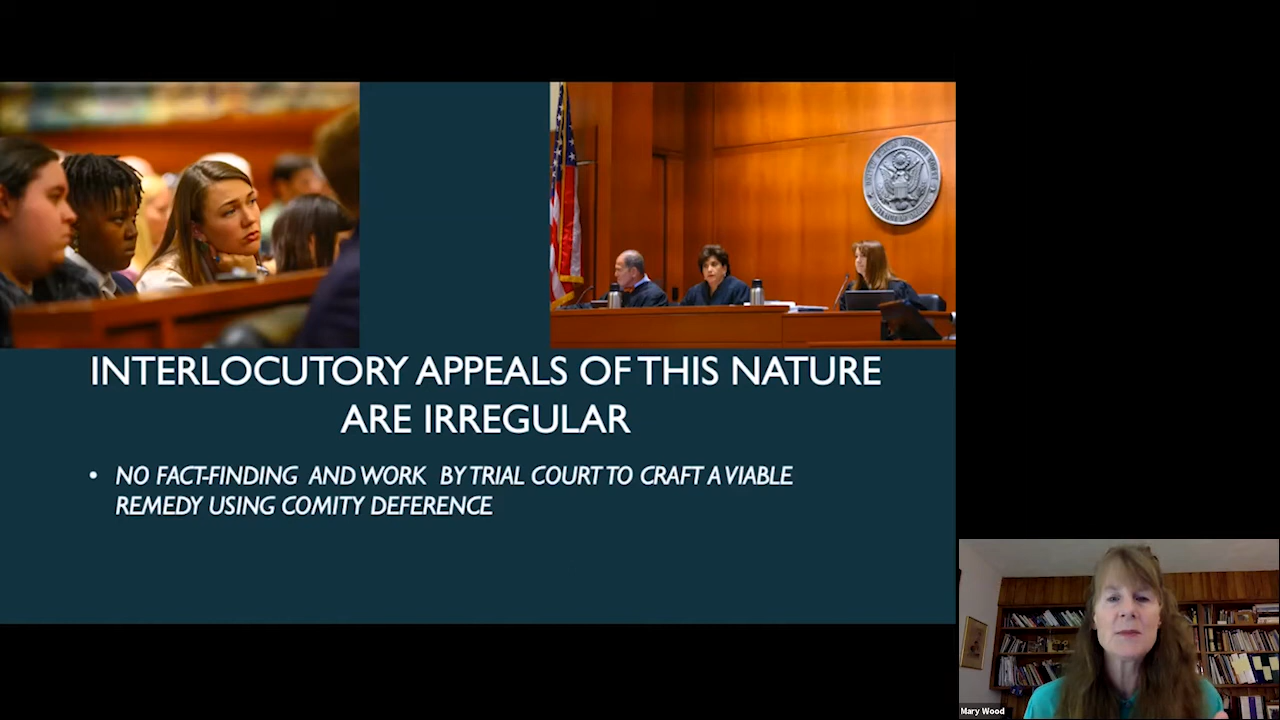 INTERLOCUTORY APPEALS OF THIS NATURE
ARE IRREGULAR
• NO FACT-FINDING AND WORK BY TRIAL COURT TO CRAFT A VIABLE
REMEDY USING COMITY DEFERENCE
Mary Wood